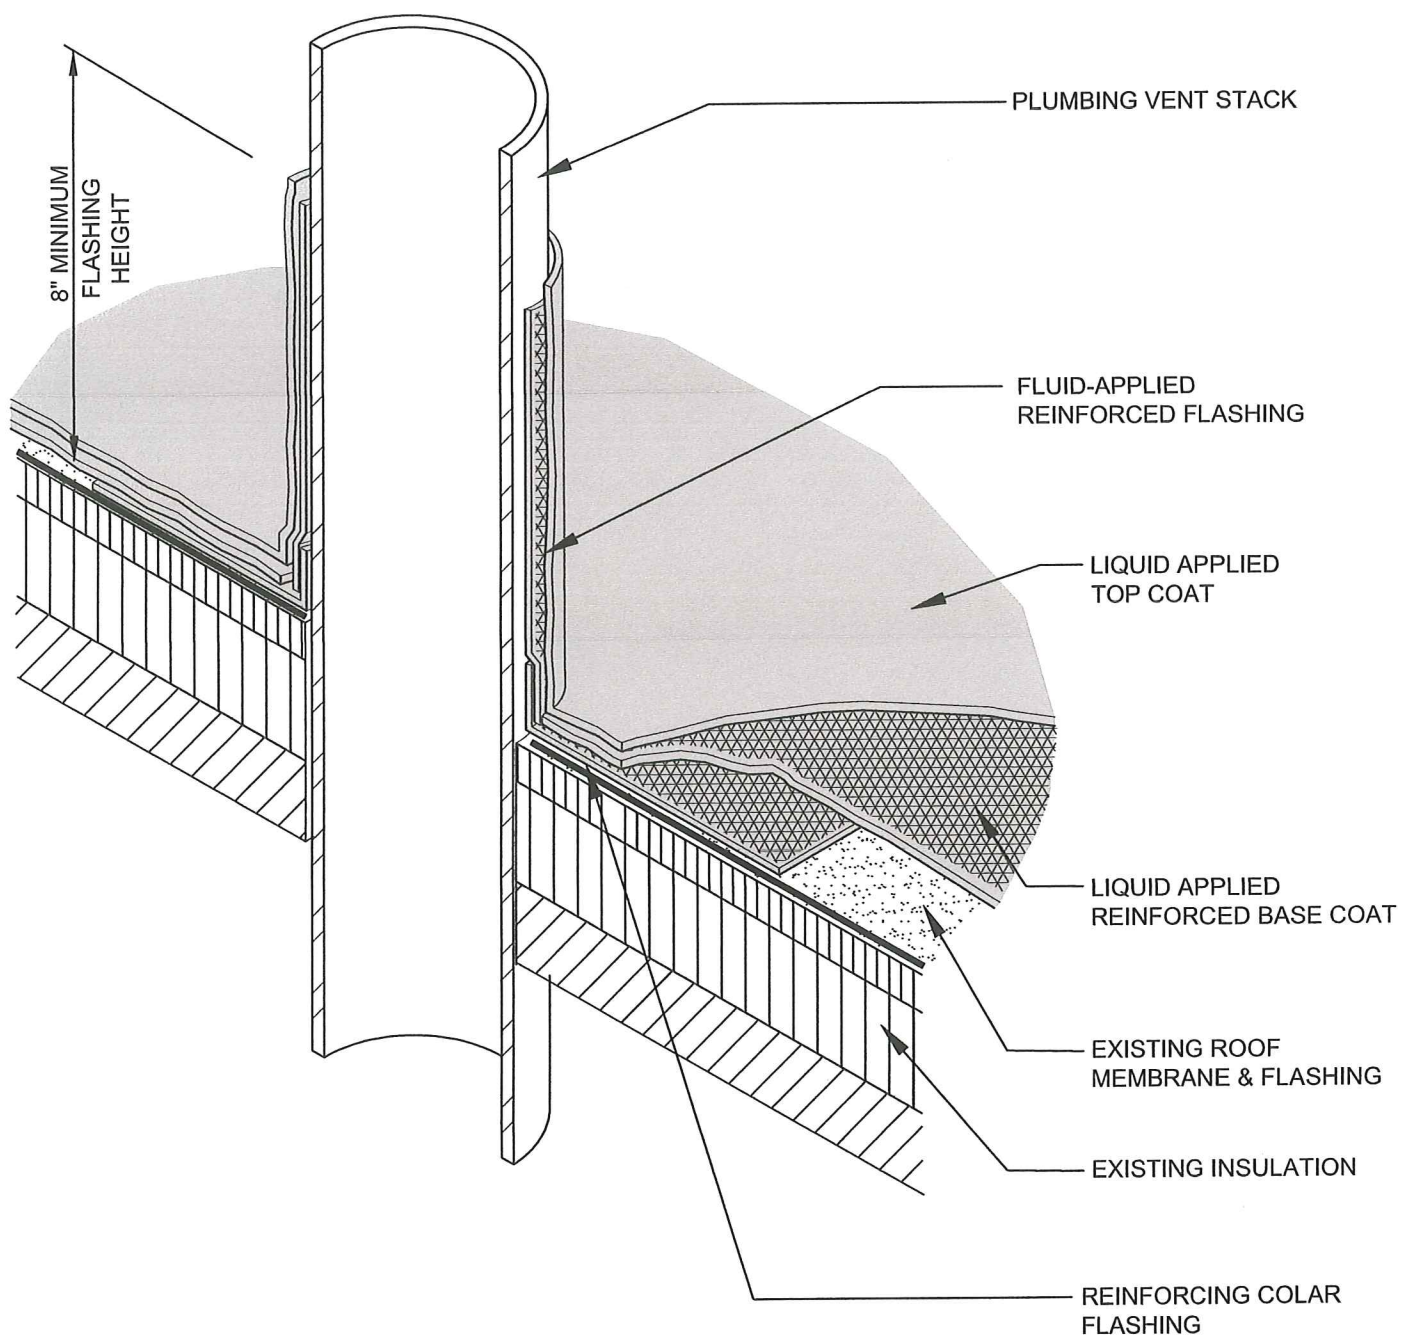 PLUMBING VENT STACK
8" MINIMUM
FLASHING
HEIGHT
FLUID-APPLIED
REINFORCED FLASHING
LIQUID APPLIED
TOP COAT
LIQUID APPLIED
REINFORCED BASE COAT
EXISTING ROOF
MEMBRANE & FLASHING
EXISTING INSULATION
REINFORCING COLAR
FLASHING